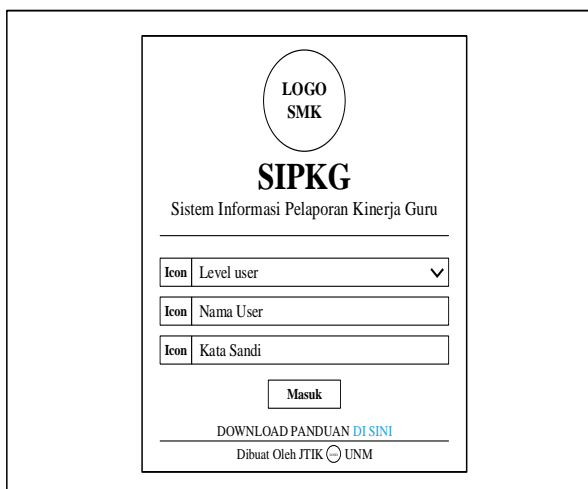 LOGO
SMK
SIPKG
Sistem Informasi Pelaporan Kinerja Guru
Icon Level user
Icon Nama User
Icon Kata Sandi
Masuk
DOWNLOAD PANDUAN DI SINI
Dibuat Oleh JTIK UNM